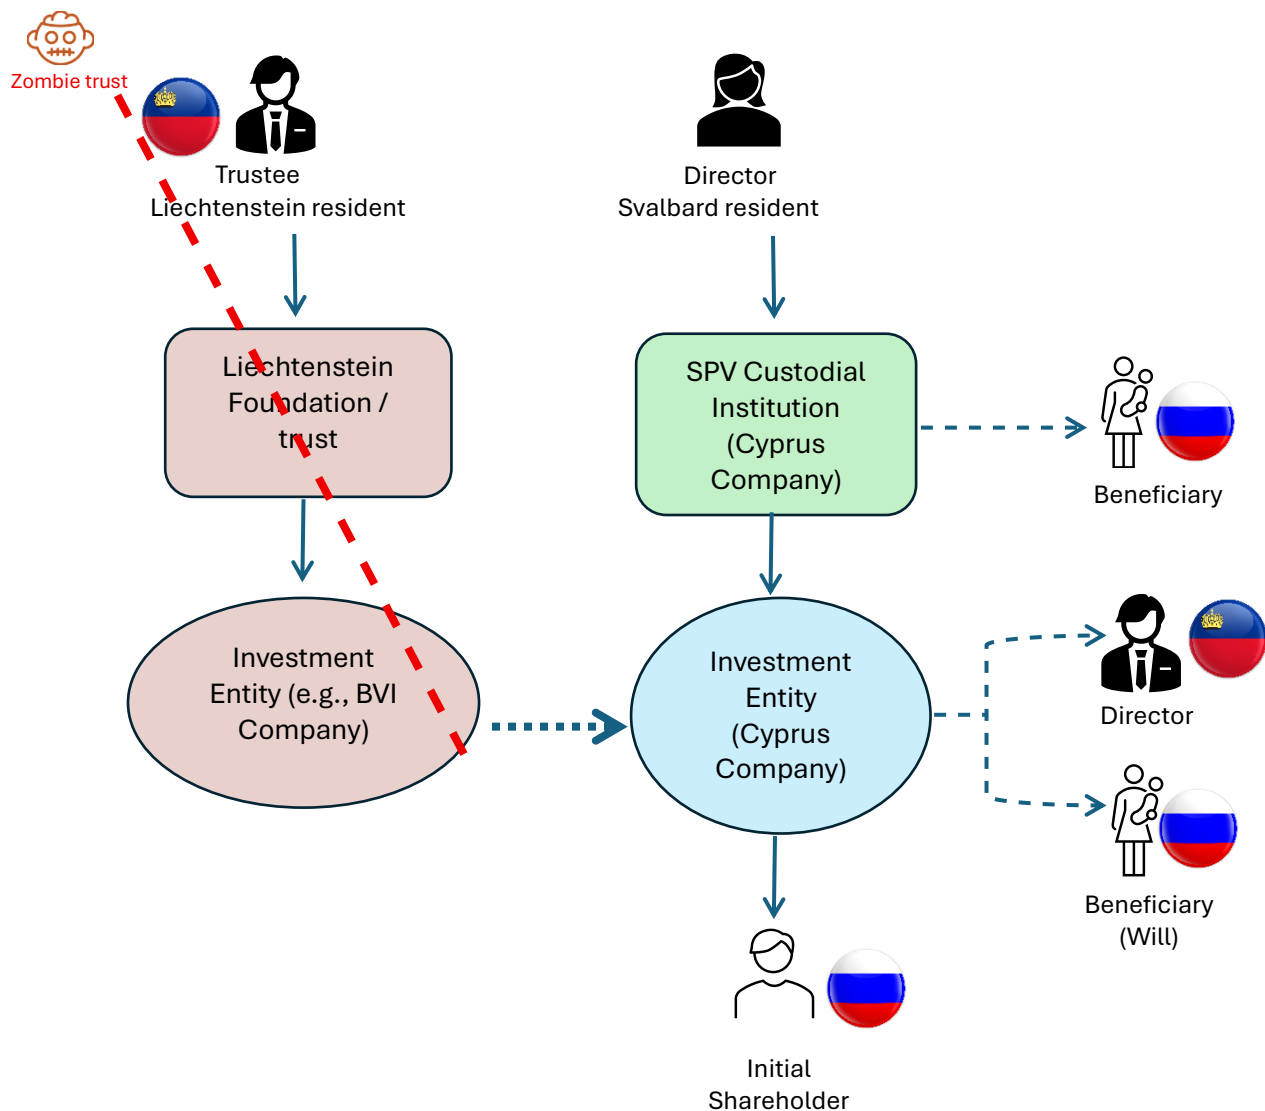 Zombie trust
Trustee
Liechtenstein resident
Director
Svalbard resident
Liechtenstein
Foundation /
trust
SPV Custodial
Institution
(Cyprus
Company)
Beneficiary
Investment
Entity (e.g., BVI
Company)
Investment
Entity
(Cyprus
Company)
Director
Beneficiary
(Will)
Initial
Shareholder